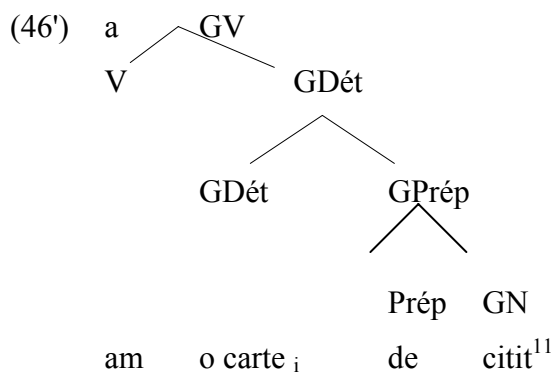 (46') a GV
V GDét
GDét GPrép
Prép GN
am o carte i de citit11